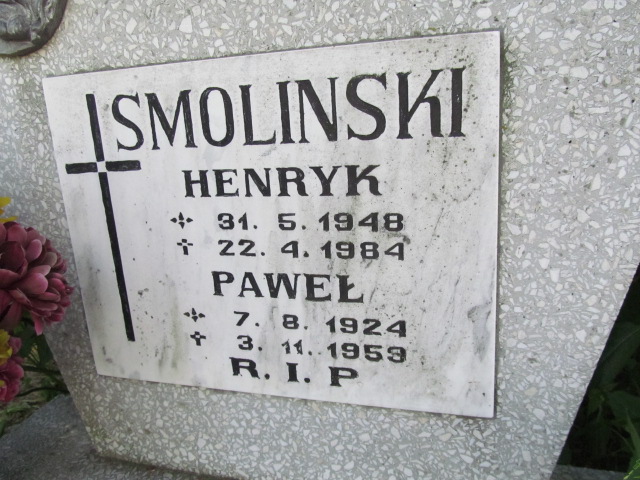 SMOLINSKI
HENRYK
31. 5. 1948
† 22. 4. 1984
PAWEŁ
7. 8. 1924
† 3. 11. 1959
R. I. P